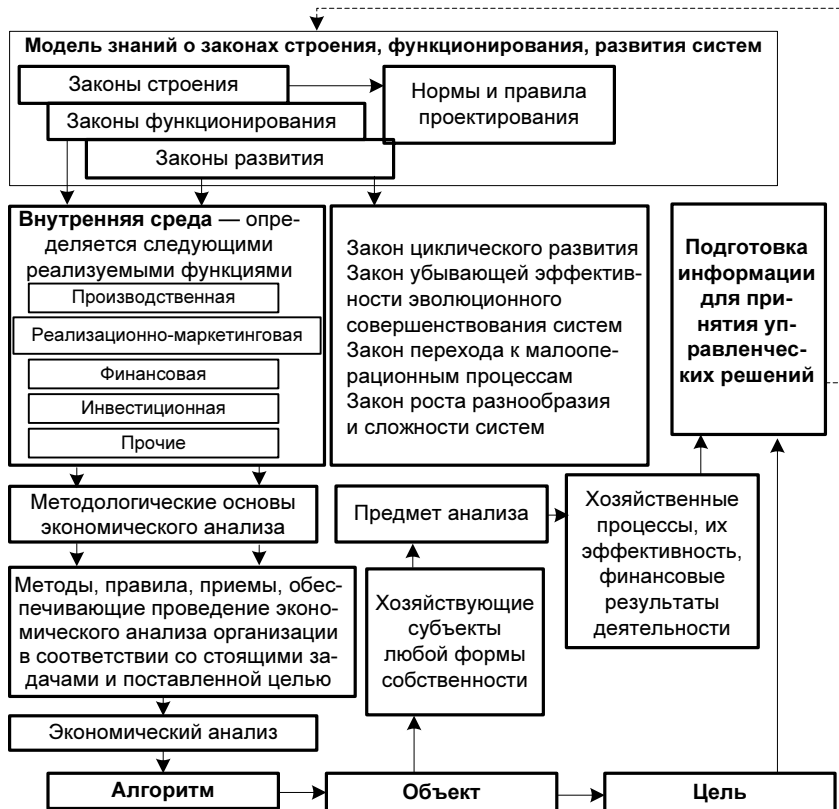 Модель знаний о законах строения, функционирования, развития систем
Законы строения
Нормы и правила
проектирования
Законы функционирования
Законы развития
Внутренняя среда — опре-
деляется следующими
реализуемыми функциями
Производственная
Реализационно-маркетинговая
Финансовая
Инвестиционная
Прочие
Закон циклического развития
Закон убывающей эффектив-
ности эволюционного
совершенствования систем
Закон перехода к малоопе-
рационным процессам
Закон роста разнообразия
и сложности систем
Подготовка
информации
для при-
нятия уп-
равленчес-
ких решений
Методологические основы
экономического анализа
Предмет анализа
Хозяйственные
процессы, их
эффективность,
финансовые
результаты
деятельности
Методы, правила, приемы, обес-
печивающие проведение эконо-
мического анализа организации
в соответствии со стоящими за-
дачами и поставленной целью
Хозяйствующие
субъекты
любой формы
собственности
Экономический анализ
Алгоритм
Объект
Цель